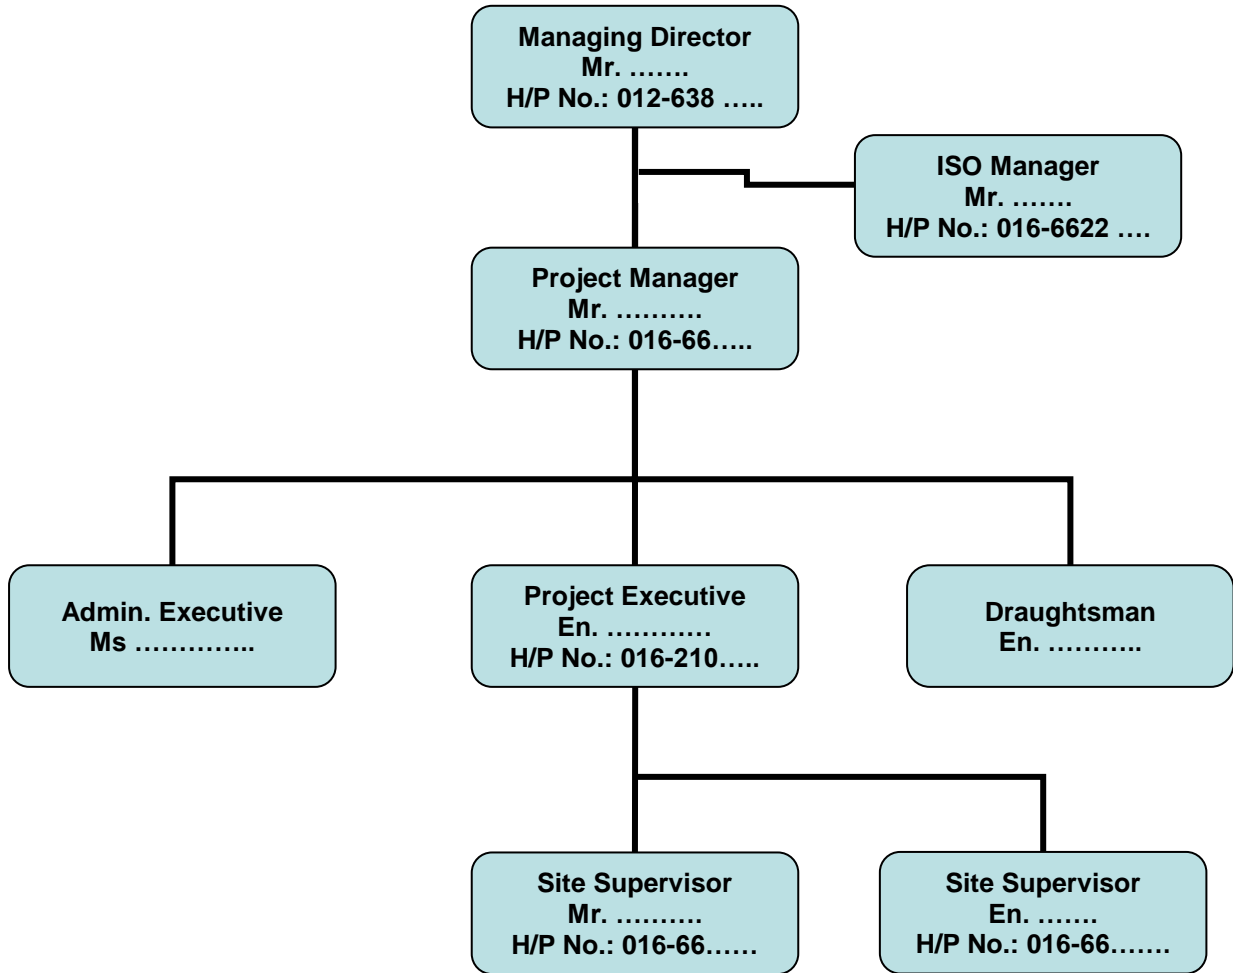 Managing Director
Mr. …….
H/P No.: 012-638 …..
ISO Manager
Mr. …….
H/P No.: 016-6622 ….
Project Manager
Mr. ……….
H/P No.: 016-66…..
Admin. Executive
Ms …………..
Project Executive
En. …………
H/P No.: 016-210…..
Draughtsman
En. ………..
Site Supervisor
Mr. ……….
H/P No.: 016-66……
Site Supervisor
En. …….
H/P No.: 016-66…….